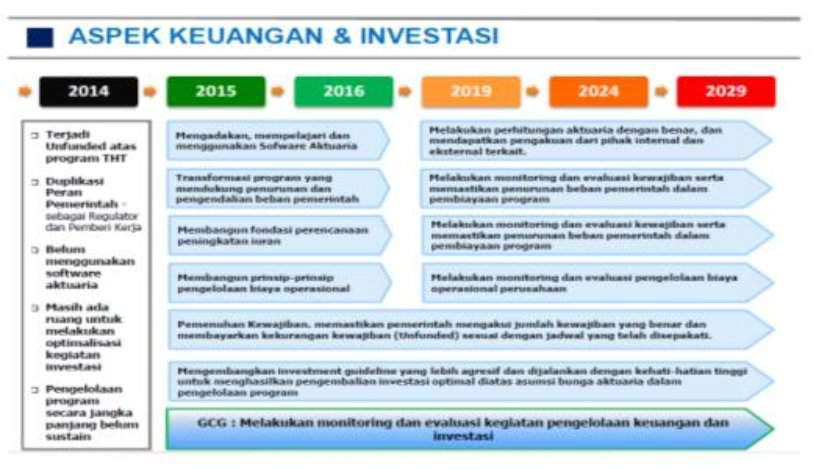 ASPEK KEUANGAN & INVESTASI
2014
2015
2016
2019
2024
2029
Terjadi
Unfunded atas
program THT
Duplikasi
Peran
Pemerintah -
sebagai Regulator
dan Pemberi Kerja
Belum
menggunakan
software
aktuaria
Masih ada
ruang untuk
melakukan
optimalisasi
kegiatan
investasi
Pengelolaan
program
secara jangka
panjang belum
sustain
Mengadakan, mempelajari dan
menggunakan Sofware Aktuaria
Melakukan perhitungan aktuaria dengan benar, dan
mendapatkan pengakuan dari pihak internal dan
eksternal terkait.
Transformasi program yang
mendukung penurunan dan
pengendalian beban pemerintah
Melakukan monitoring dan evaluasi kewajiban serta
memastikan penurunan beban pemerintah dalam
pembiayaan program
Membangun fondasi perencanaan
peningkatan iuran
Melakukan monitoring dan evaluasi kewajiban serta
memastikan penurunan beban pemerintah dalam
pembiayaan program
Membangun prinsip-prinsip
pengelolaan biaya operasional
Melakukan monitoring dan evaluasi pengelolaan biaya
operasional perusahaan
Pemenuhan Kewajiban. memastikan pemerintah mengakui jumlah kewajiban yang benar dan
membayarkan kekurangan kewajiban (Unfunded) sesuai dengan jadwal yang telah disepakati.
Mengembangkan investment guideline yang lebih agresif dan dijalankan dengan kehati-hatian tinggi
untuk menghasilkan pengembalian investasi optimal diatas asumsi bunga aktuaria dalam
pengelolaan program
GCG : Melakukan monitoring dan evaluasi kegiatan pengelolaan keuangan dan
investasi